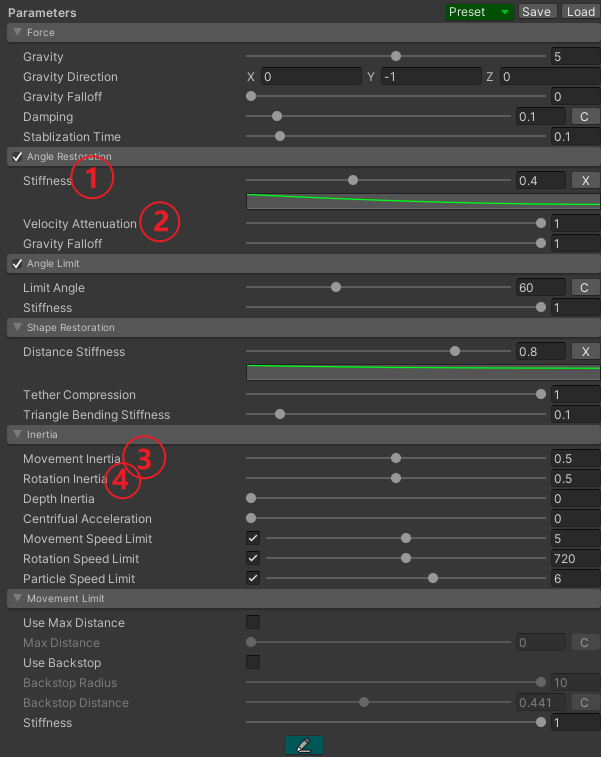 Parameters Preset Save Load
Force
Gravity 5
Gravity Direction X 0 Y -1 Z 0
Gravity Falloff 0
Damping 0.1 C
Stablization Time 0.1
Angle Restoration
Stiffness 1 0.4 X
Velocity Attenuation 2 1
Gravity Falloff 1
Angle Limit
Limit Angle 60 C
Stiffness 1
Shape Restoration
Distance Stiffness 0.8 X
Tether Compression 1
Triangle Bending Stiffness 0.1
Inertia
Movement Inertia 3 0.5
Rotation Inertia 4 0.5
Depth Inertia 0
Centrifual Acceleration 0
Movement Speed Limit 5
Rotation Speed Limit 720
Particle Speed Limit 6
Movement Limit
Use Max Distance
Max Distance 0 C
Use Backstop
Backstop Radius 10
Backstop Distance 0.441 C
Stiffness 1